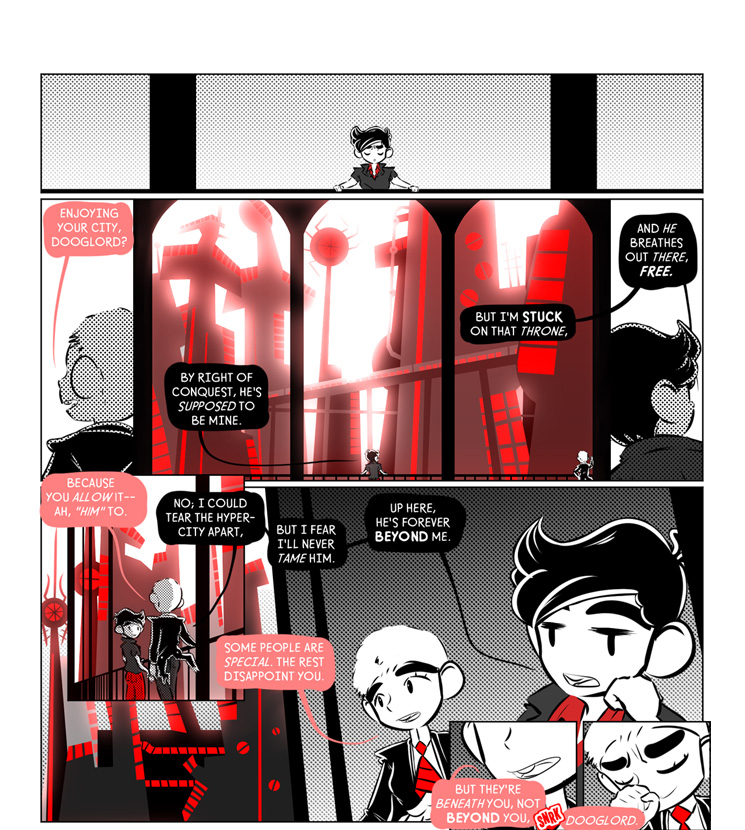 ENJOYING
YOUR CITY,
DOOGLORD?
BY RIGHT OF
CONQUEST, HE'S
SUPPOSED TO
BE MINE.
BUT I'M STUCK
ON THAT THRONE,
AND HE
BREATHES
OUT THERE,
FREE.
BECAUSE
YOU ALLOW IT--
AH, "HIM" TO.
NO; I COULD
TEAR THE HYPER-
CITY APART,
BUT I FEAR
I'LL NEVER
TAME HIM.
UP HERE,
HE'S FOREVER
BEYOND ME.
SOME PEOPLE ARE
SPECIAL. THE REST
DISAPPOINT YOU.
BUT THEY'RE
BENEATH YOU, NOT
BEYOND YOU,
SNRK
DOOGLORD.